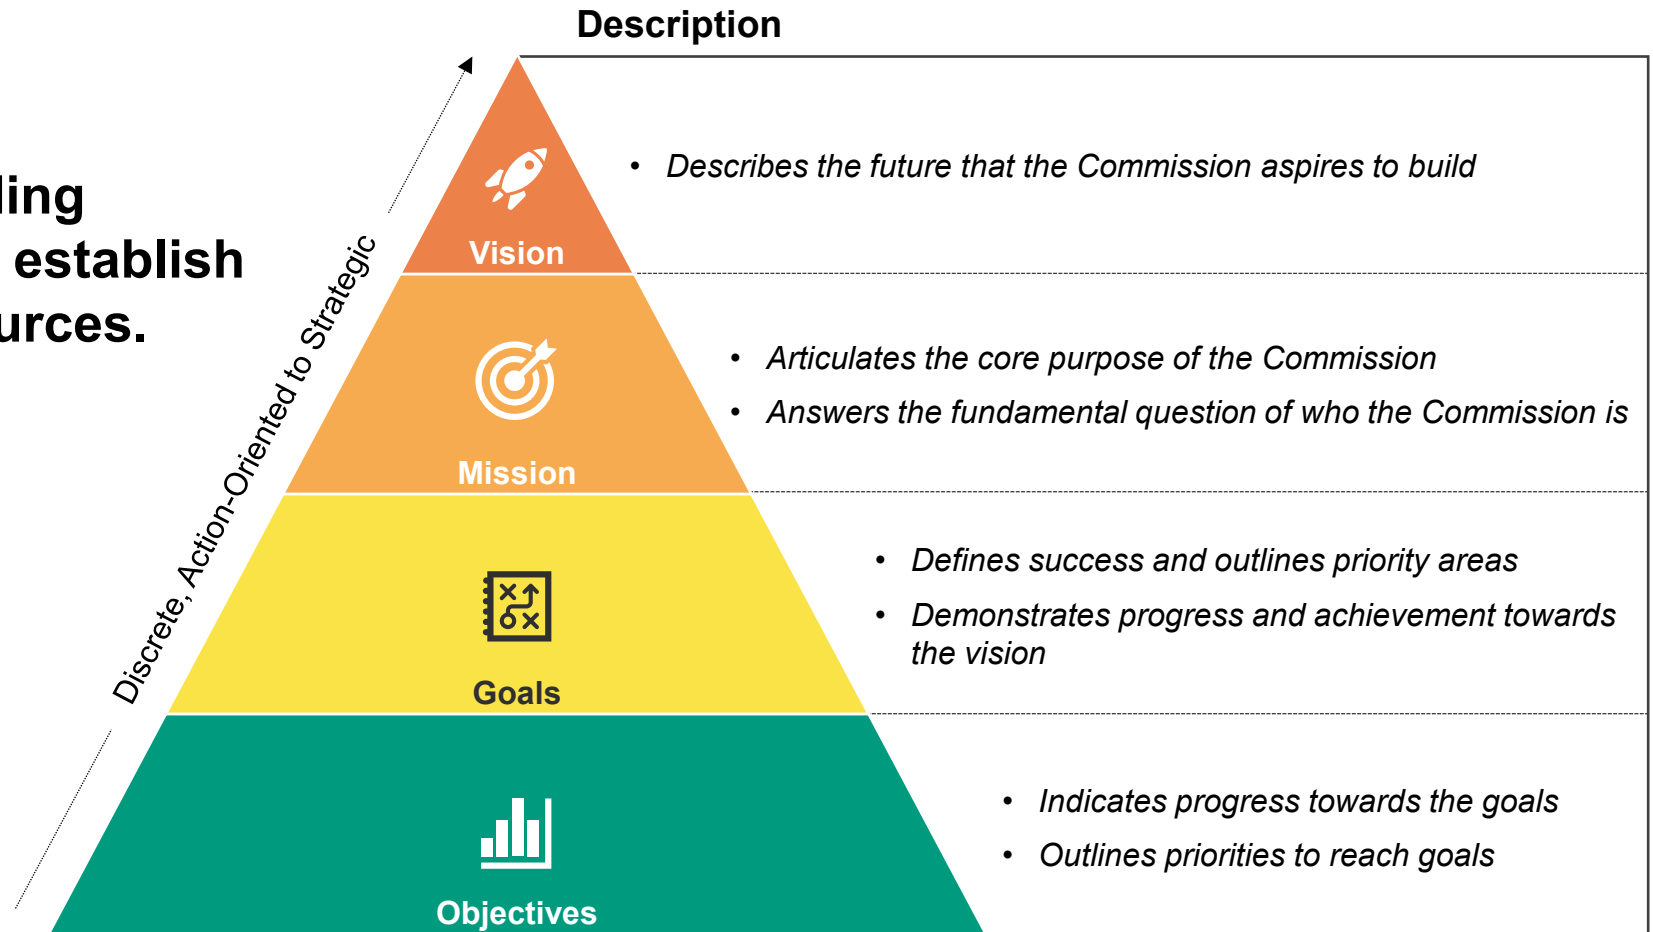 Description
establish
• Describes the future that the Commission aspires to build
Vision
Discrete, Action-Oriented to Strategic
• Articulates the core purpose of the Commission
• Answers the fundamental question of who the Commission is
Mission
• Defines success and outlines priority areas
• Demonstrates progress and achievement towards
the vision
Goals
• Indicates progress towards the goals
• Outlines priorities to reach goals
Objectives